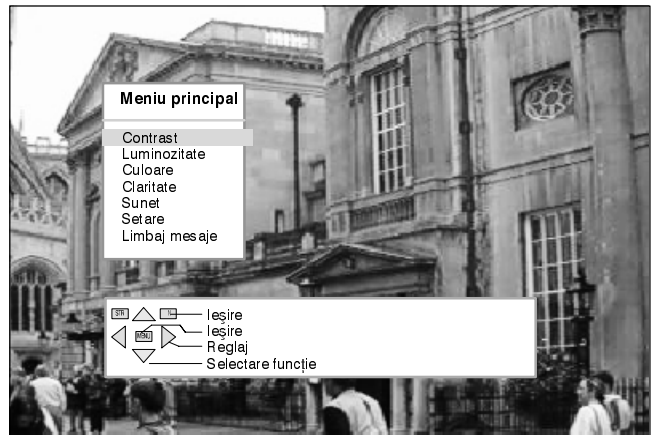 Meniu principal
Contrast
Luminozitate
Culoare
Claritate
Sunet
Setare
Limbaj mesaje
STR
Ieşire
MENU
Ieşire
Reglaj
Selectare funcţie